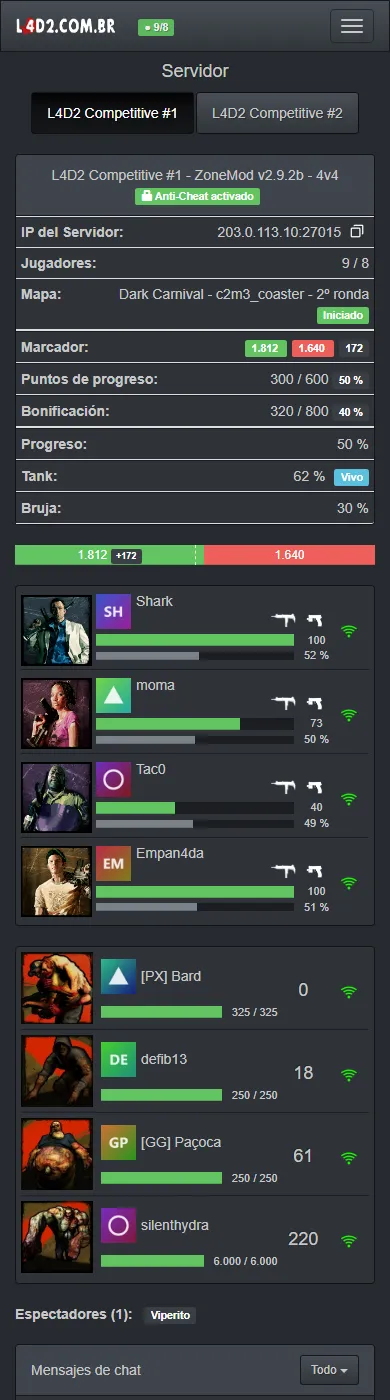 L4D2.COM.BR
● 9/8
Servidor
L4D2 Competitive #1
L4D2 Competitive #2
L4D2 Competitive #1 - ZoneMod v2.9.2b - 4v4
Anti-Cheat activado
IP del Servidor: 203.0.113.10:27015
Jugadores: 9 / 8
Mapa: Dark Carnival - c2m3_coaster - 2º ronda
Iniciado
Marcador: 1.812 1.640 172
Puntos de progreso: 300 / 600 50 %
Bonificación: 320 / 800 40 %
Progreso: 50 %
Tank: 62 % Vivo
Bruja: 30 %
1.812 +172 1.640
SH Shark
100
52 %
moma
73
50 %
Tac0
40
49 %
EM Empan4da
100
51 %
[PX] Bard 0
325 / 325
DE defib13 18
250 / 250
GP [GG] Paçoca 61
250 / 250
silenthydra 220
6.000 / 6.000
Espectadores (1): Viperito
Mensajes de chat Todo